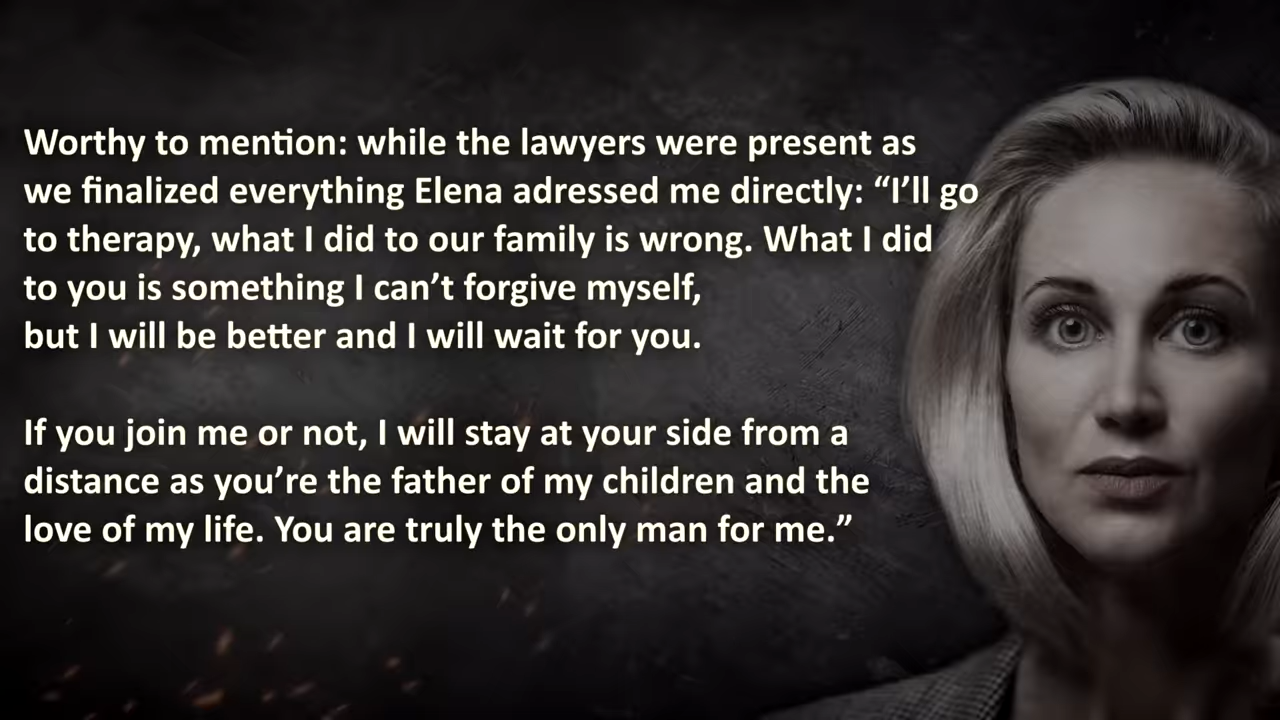 Worthy to mention: while the lawyers were present as
we finalized everything Elena adressed me directly: “I’ll go
to therapy, what I did to our family is wrong. What I did
to you is something I can’t forgive myself,
but I will be better and I will wait for you.
If you join me or not, I will stay at your side from a
distance as you’re the father of my children and the
love of my life. You are truly the only man for me.”